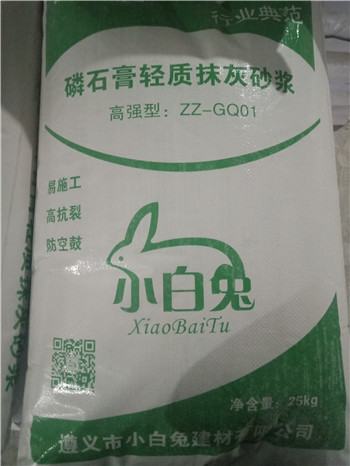 行业典范
磷石膏轻质抹灰砂浆
高强型：ZZ-GQ01
易施工
高抗裂
防空鼓
小白兔
XiaoBaiTu
净含量：25kg
遵义市小白兔建材有限公司